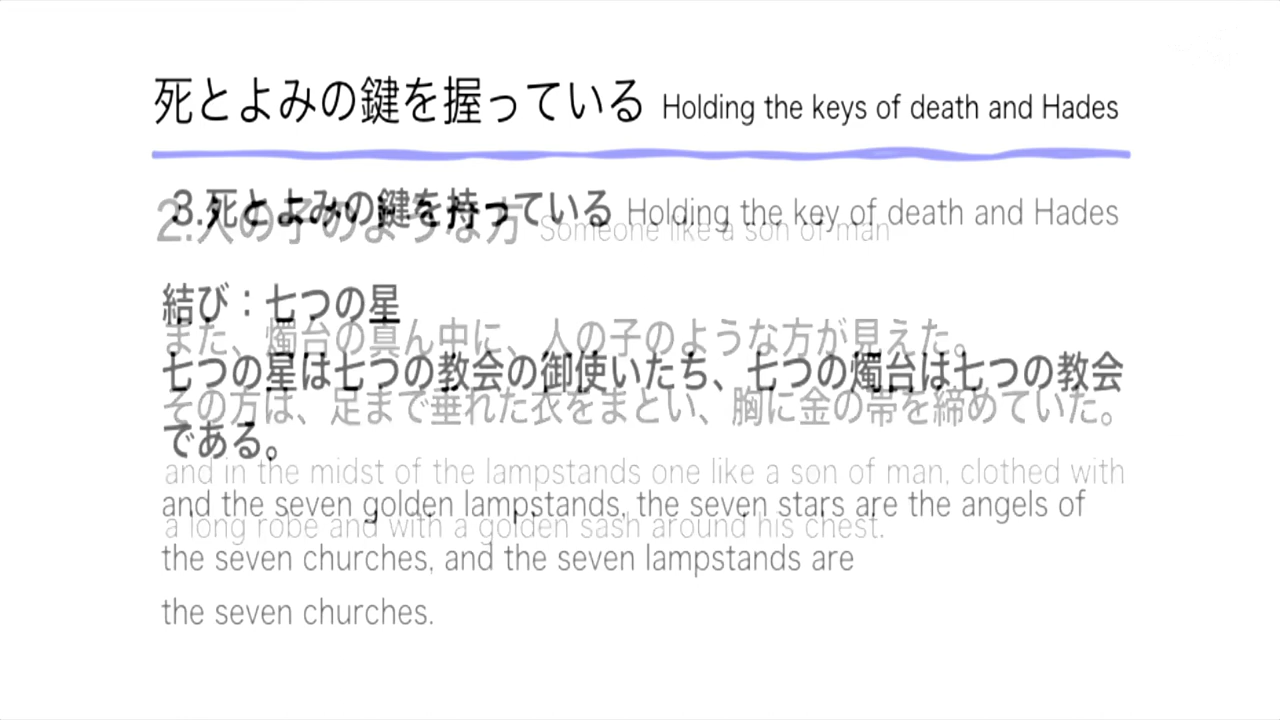 死とよみの鍵を握っている Holding the keys of death and Hades
3.死とよみの鍵を持っている Holding the key of death and Hades
2.人の子のような方 Someone like a son of man
結び：七つの星
また、燭台の真ん中に、人の子のような方が見えた。
七つの星は七つの教会の御使いたち、七つの燭台は七つの教会
その方は、足まで垂れた衣をまとい、胸に金の帯を締めていた。
である。
and in the midst of the lampstands one like a son of man, clothed with
and the seven golden lampstands, the seven stars are the angels of
a long robe and with a golden sash around his chest.
the seven churches, and the seven lampstands are
the seven churches.